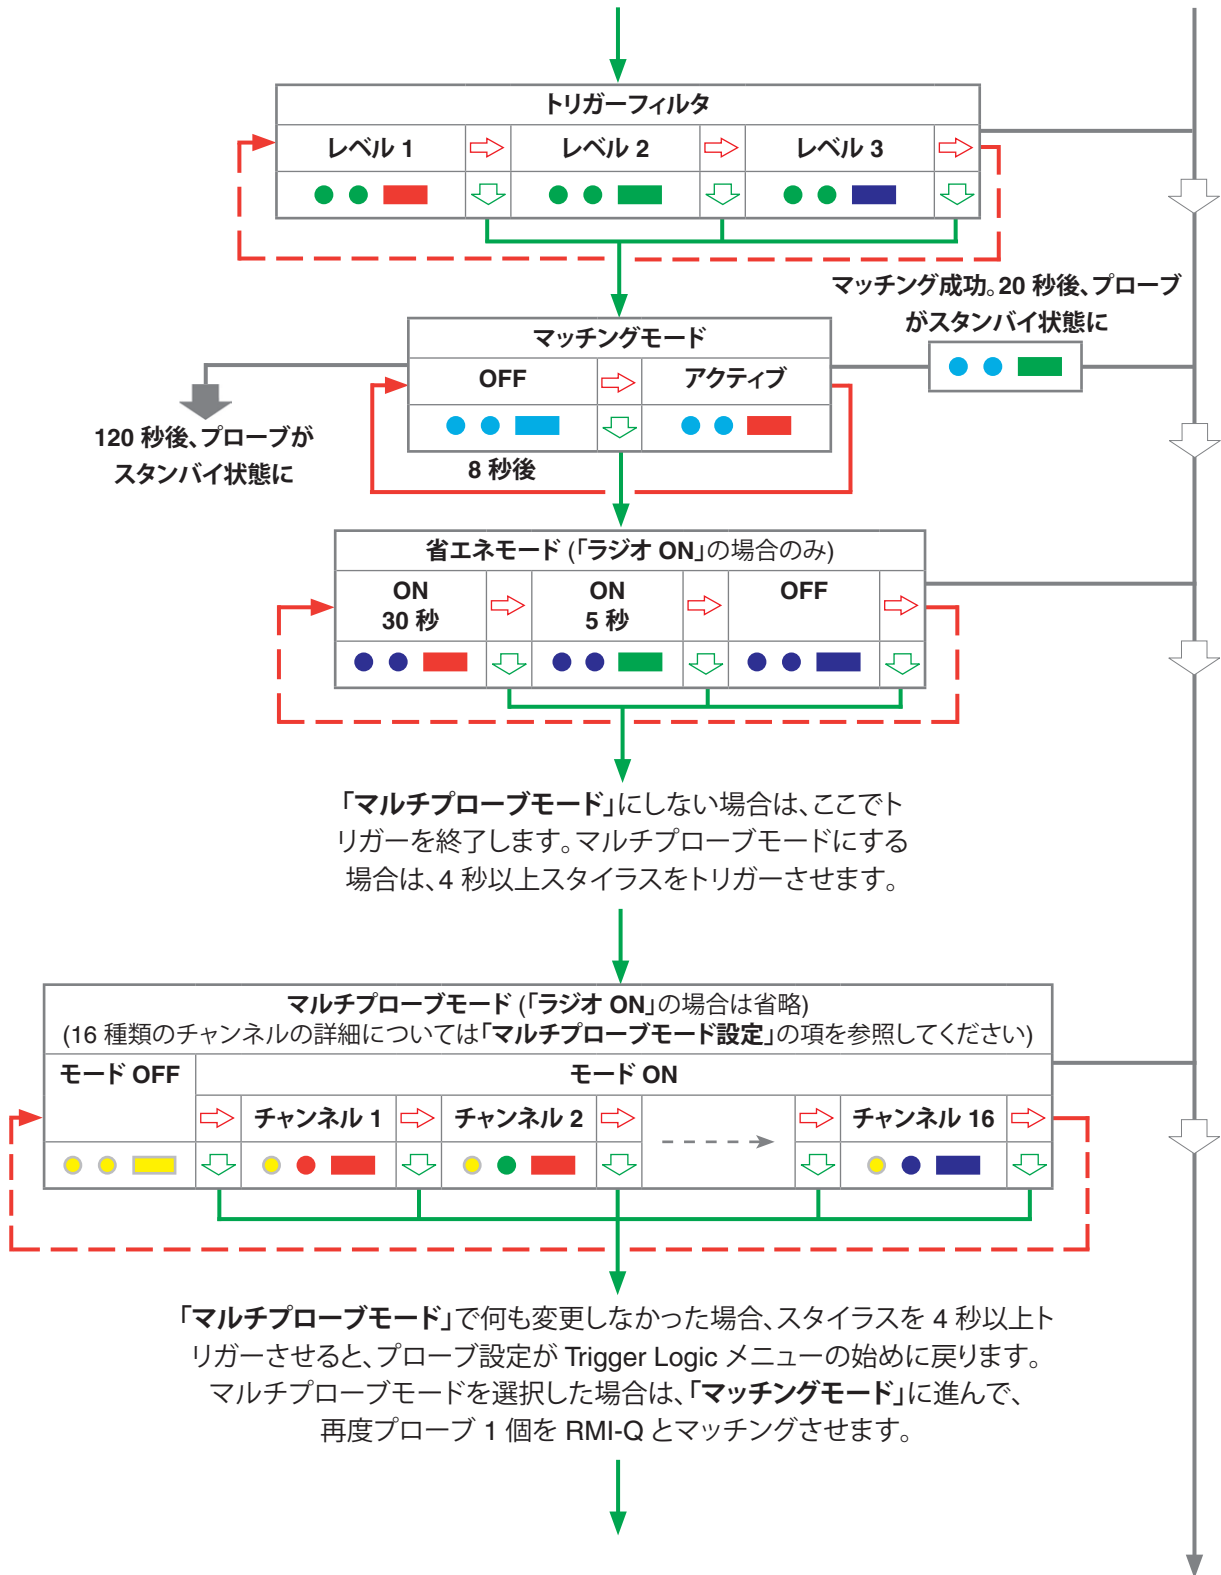 トリガーフィルタ
レベル 1
レベル 2
レベル 3
マッチング成功。20 秒後、プローブ
がスタンバイ状態に
マッチングモード
OFF
アクティブ
120 秒後、プローブが
スタンバイ状態に
8 秒後
省エネモード (「ラジオ ON」の場合のみ)
ON
30 秒
ON
5 秒
OFF
「マルチプローブモード」にしない場合は、ここでト
リガーを終了します。マルチプローブモードにする
場合は、4 秒以上スタイラスをトリガーさせます。
マルチプローブモード (「ラジオ ON」の場合は省略)
(16 種類のチャンネルの詳細については「マルチプローブモード設定」の項を参照してください)
モード OFF
モード ON
チャンネル 1
チャンネル 2
チャンネル 16
「マルチプローブモード」で何も変更しなかった場合、スタイラスを 4 秒以上ト
リガーさせると、プローブ設定が Trigger Logic メニューの始めに戻ります。
マルチプローブモードを選択した場合は、「マッチングモード」に進んで、
再度プローブ 1 個を RMI-Q とマッチングさせます。